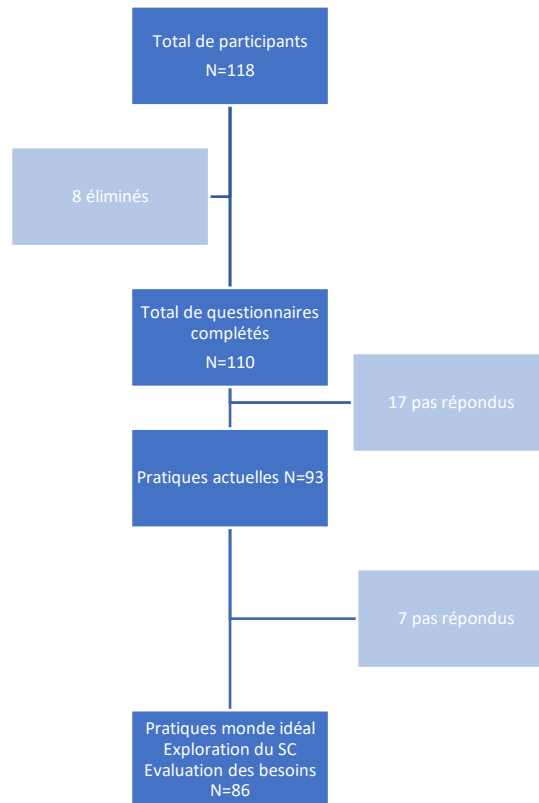 Total de participants
N=118
8 éliminés
Total de questionnaires
complétés
N=110
17 pas répondus
Pratiques actuelles N=93
7 pas répondus
Pratiques monde idéal
Exploration du SC
Evaluation des besoins
N=86